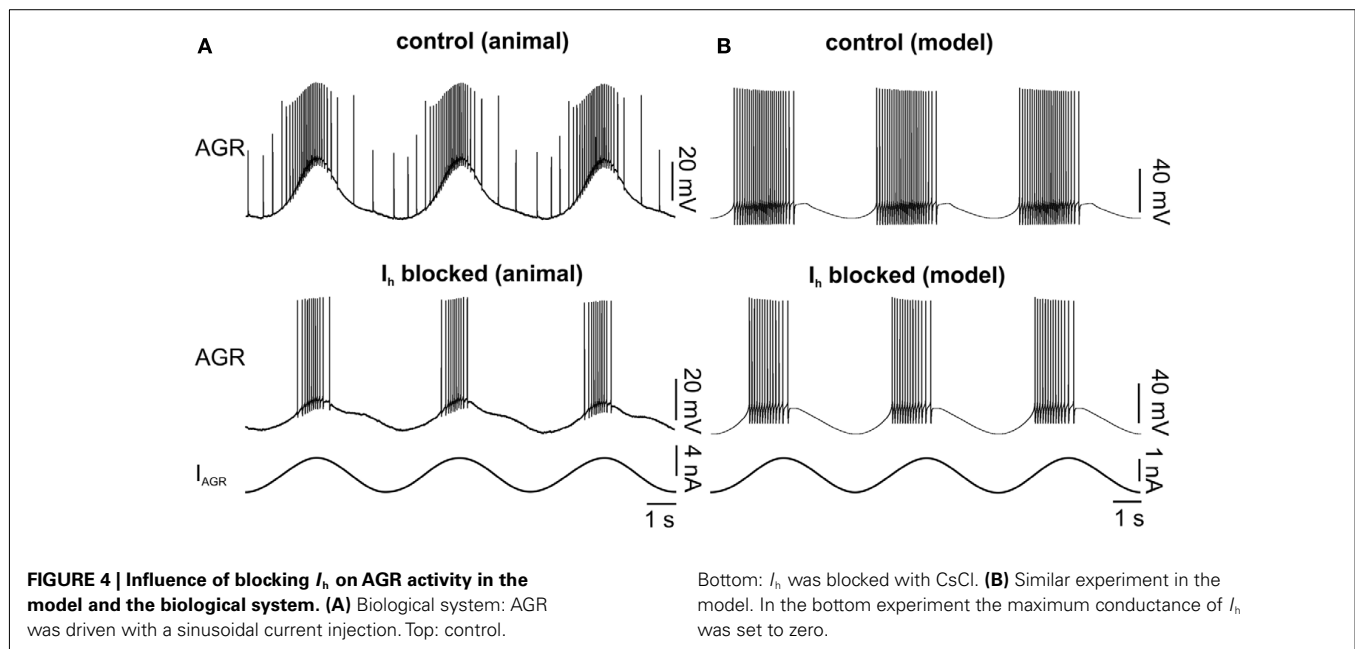 A
control (animal)
AGR
20 mV
I_h blocked (animal)
AGR
20 mV
I_AGR
4 nA
1 s
B
control (model)
40 mV
I_h blocked (model)
40 mV
1 nA
1 s
FIGURE 4 | Influence of blocking I_h on AGR activity in the
model and the biological system. (A) Biological system: AGR
was driven with a sinusoidal current injection. Top: control.
Bottom: I_h was blocked with CsCl. (B) Similar experiment in the
model. In the bottom experiment the maximum conductance of I_h
was set to zero.